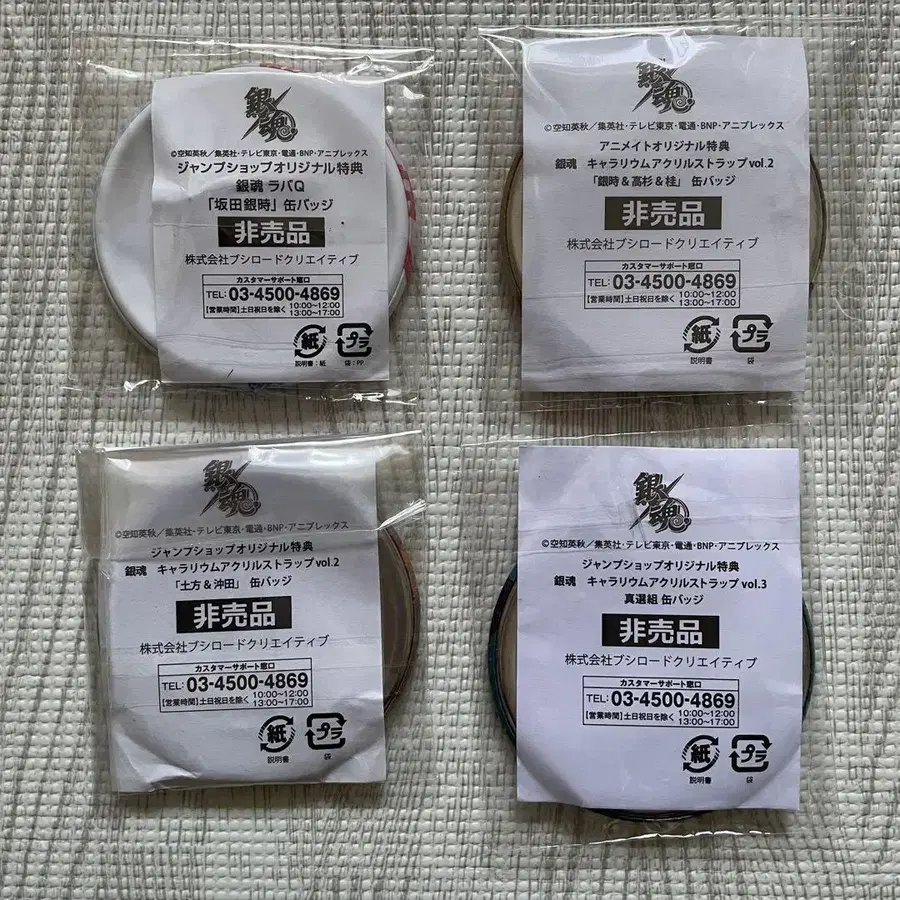 銀魂
©空知英秋／集英社・テレビ東京・電通・BNP・アニプレックス
ジャンプショップオリジナル特典
銀魂 ラバQ
「坂田銀時」缶バッジ
非売品
株式会社ブシロードクリエイティブ
カスタマーサポート窓口
TEL: 03-4500-4869
【営業時間】土日祝日を除く 10:00～12:00
13:00～17:00
紙 プラ
説明書：紙 袋：PP
銀魂
©空知英秋／集英社・テレビ東京・電通・BNP・アニプレックス
アニメイトオリジナル特典
銀魂 キャラリウムアクリルストラップvol.2
「銀時＆高杉＆桂」 缶バッジ
非売品
株式会社ブシロードクリエイティブ
カスタマーサポート窓口
TEL: 03-4500-4869
【営業時間】土日祝日を除く 10:00～12:00
13:00～17:00
紙 プラ
説明書 袋
銀魂
©空知英秋／集英社・テレビ東京・電通・BNP・アニプレックス
ジャンプショップオリジナル特典
銀魂 キャラリウムアクリルストラップvol.2
「土方＆沖田」 缶バッジ
非売品
株式会社ブシロードクリエイティブ
カスタマーサポート窓口
TEL: 03-4500-4869
【営業時間】土日祝日を除く 10:00～12:00
13:00～17:00
紙 プラ
説明書 袋
銀魂
©空知英秋／集英社・テレビ東京・電通・BNP・アニプレックス
ジャンプショップオリジナル特典
銀魂 キャラリウムアクリルストラップvol.3
真選組 缶バッジ
非売品
株式会社ブシロードクリエイティブ
カスタマーサポート窓口
TEL: 03-4500-4869
【営業時間】土日祝日を除く 10:00～12:00
13:00～17:00
紙 プラ
説明書 袋